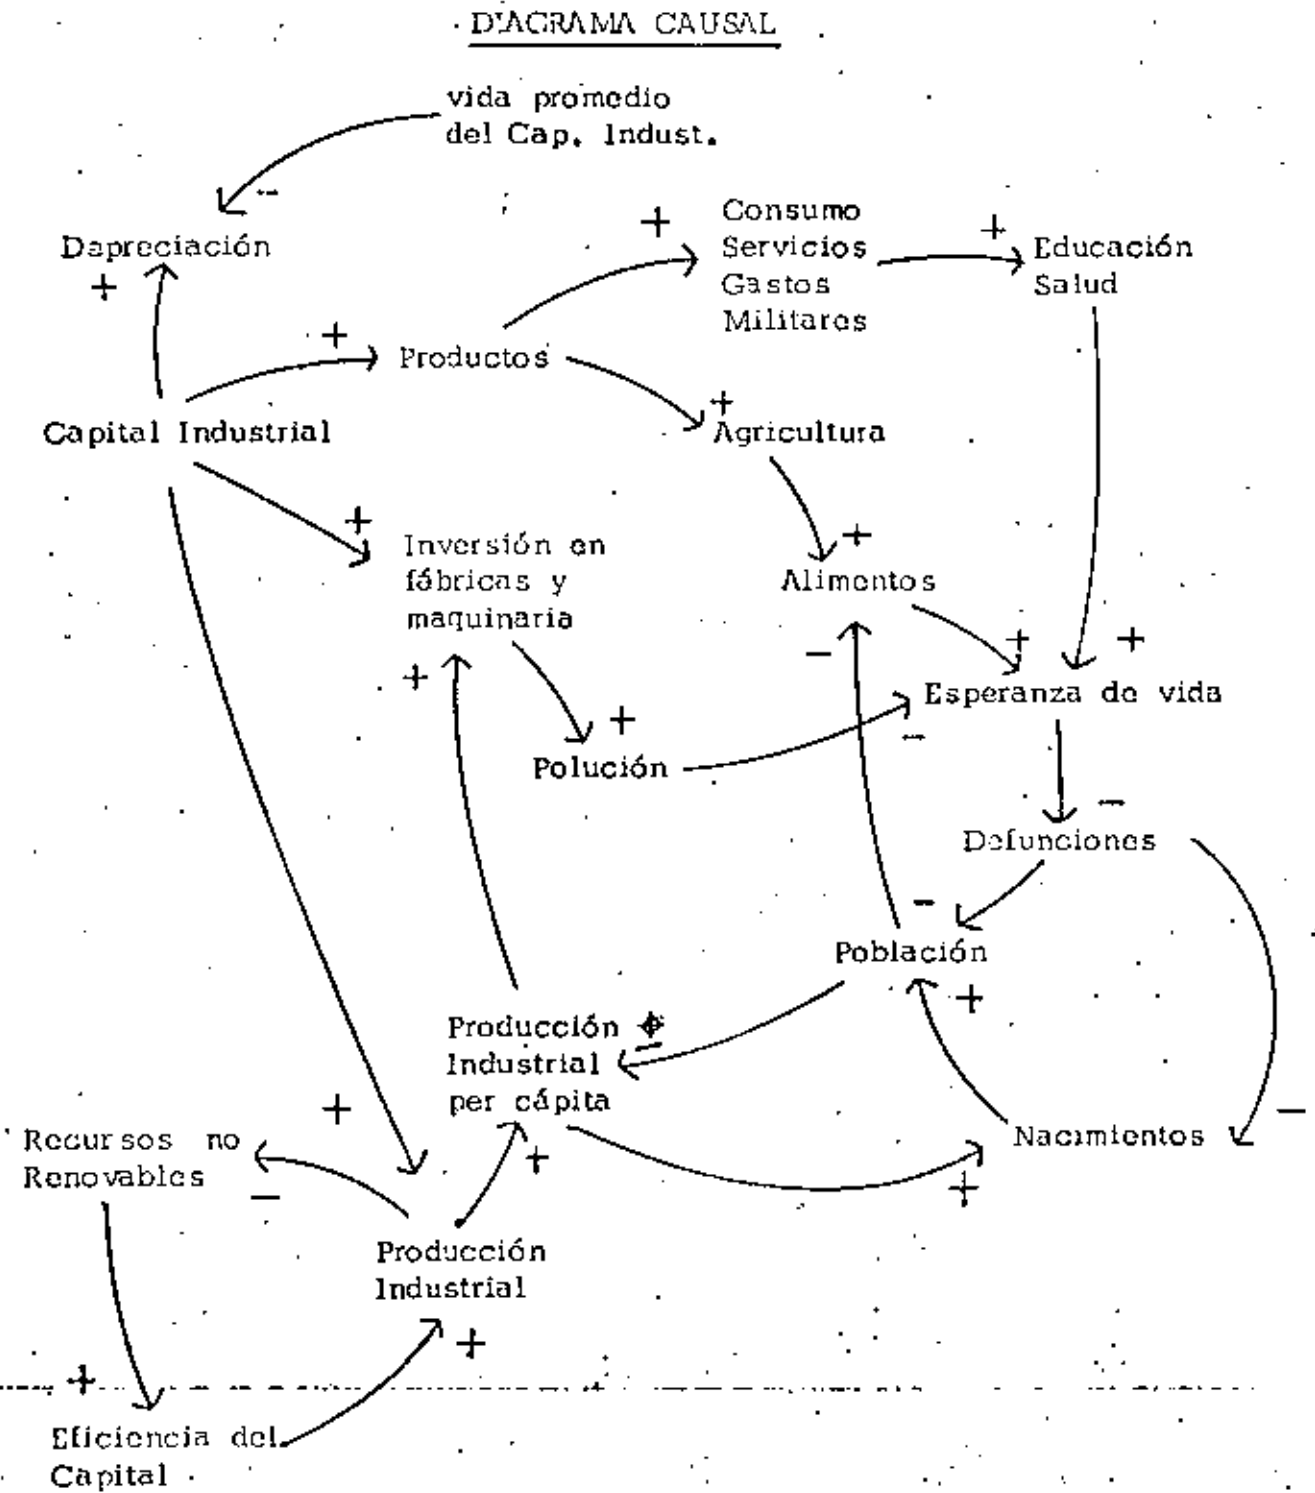 DIAGRAMA CAUSAL
vida promedio
del Cap. Indust.
-
Depreciación
+
+
Consumo
Servicios
Gastos
Militares
+
Educación
Salud
+
Productos
+
Agricultura
Capital Industrial
+
Inversión en
fábricas y
maquinaria
+
+
Alimentos
-
+
+
Esperanza de vida
-
+
Polución
-
Defunciones
-
Población
+
Producción
Industrial
per cápita
-
+
+
Recursos no
Renovables
-
+
Nacimientos
-
+
Producción
Industrial
+
+
Eficiencia del
Capital